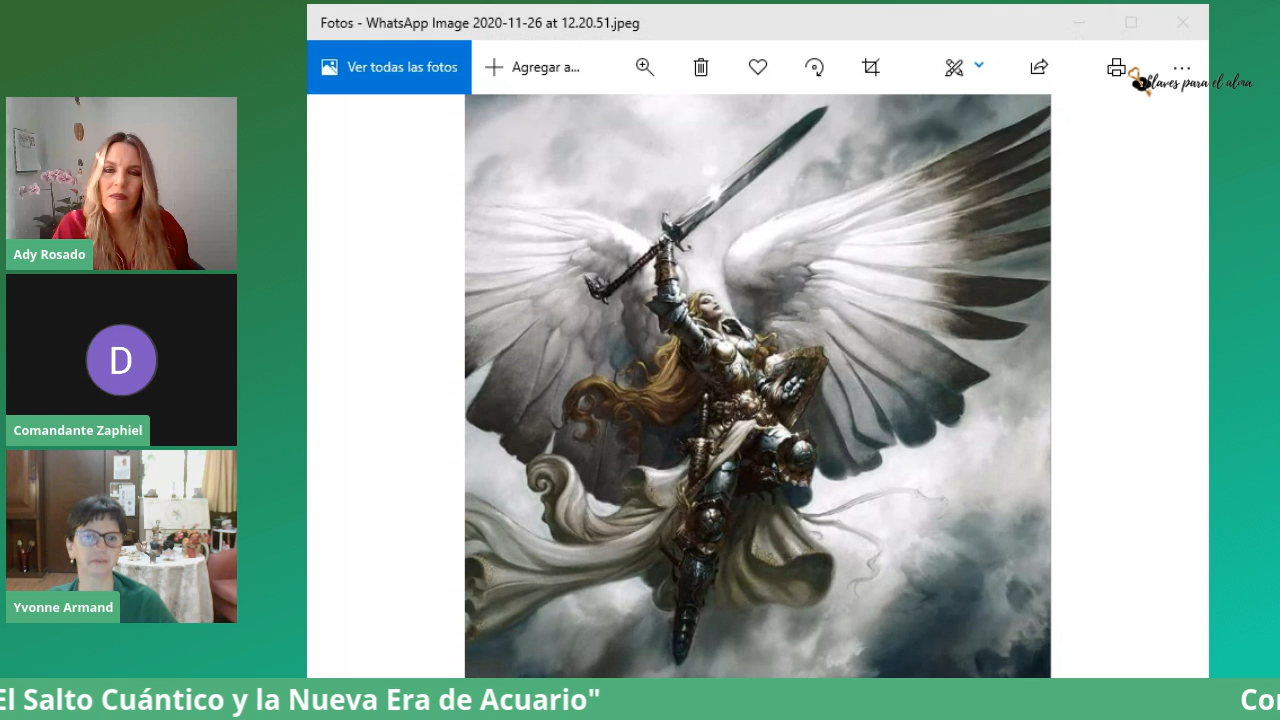 Fotos - WhatsApp Image 2020-11-26 at 12.20.51.jpeg
Ver todas las fotos
Agregar a...
laves para el alma
Ady Rosado
D
Comandante Zaphiel
Yvonne Armand
El Salto Cuántico y la Nueva Era de Acuario"
Co